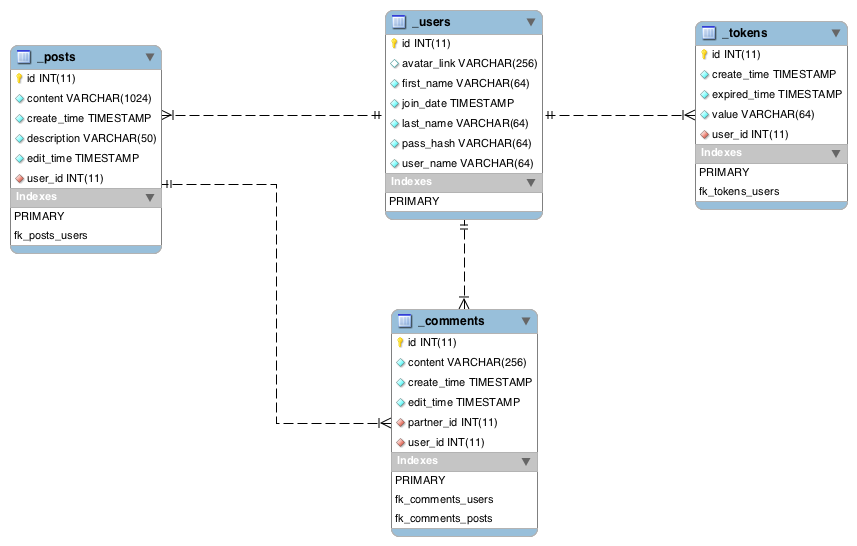 _posts
id INT(11)
content VARCHAR(1024)
create_time TIMESTAMP
description VARCHAR(50)
edit_time TIMESTAMP
user_id INT(11)
Indexes
PRIMARY
fk_posts_users
_users
id INT(11)
avatar_link VARCHAR(256)
first_name VARCHAR(64)
join_date TIMESTAMP
last_name VARCHAR(64)
pass_hash VARCHAR(64)
user_name VARCHAR(64)
Indexes
PRIMARY
_tokens
id INT(11)
create_time TIMESTAMP
expired_time TIMESTAMP
value VARCHAR(64)
user_id INT(11)
Indexes
PRIMARY
fk_tokens_users
_comments
id INT(11)
content VARCHAR(256)
create_time TIMESTAMP
edit_time TIMESTAMP
partner_id INT(11)
user_id INT(11)
Indexes
PRIMARY
fk_comments_users
fk_comments_posts